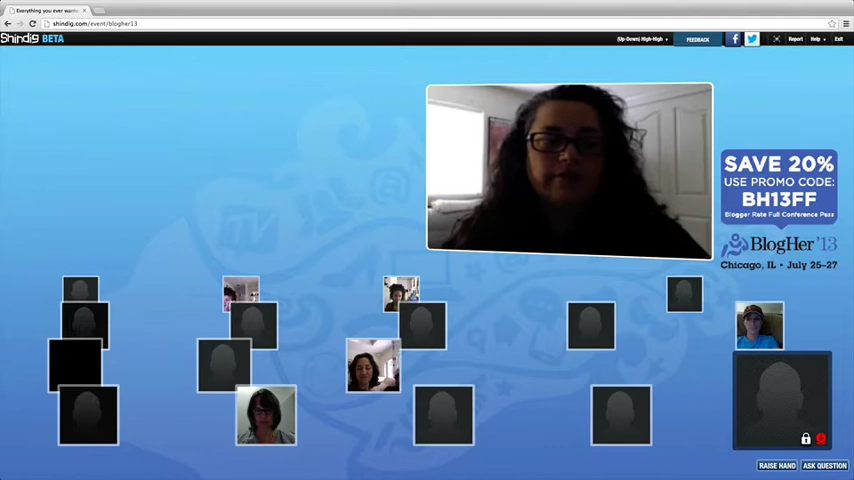 Everything you ever wan
shindig.com/event/blogher13
Shindig BETA
(Up-Down) High-High
FEEDBACK
Report
Help
Exit
SAVE 20%
USE PROMO CODE:
BH13FF
Blogger Rate Full Conference Pass
BlogHer '13
Chicago, IL • July 25-27
TV
@
RAISE HAND
ASK QUESTION